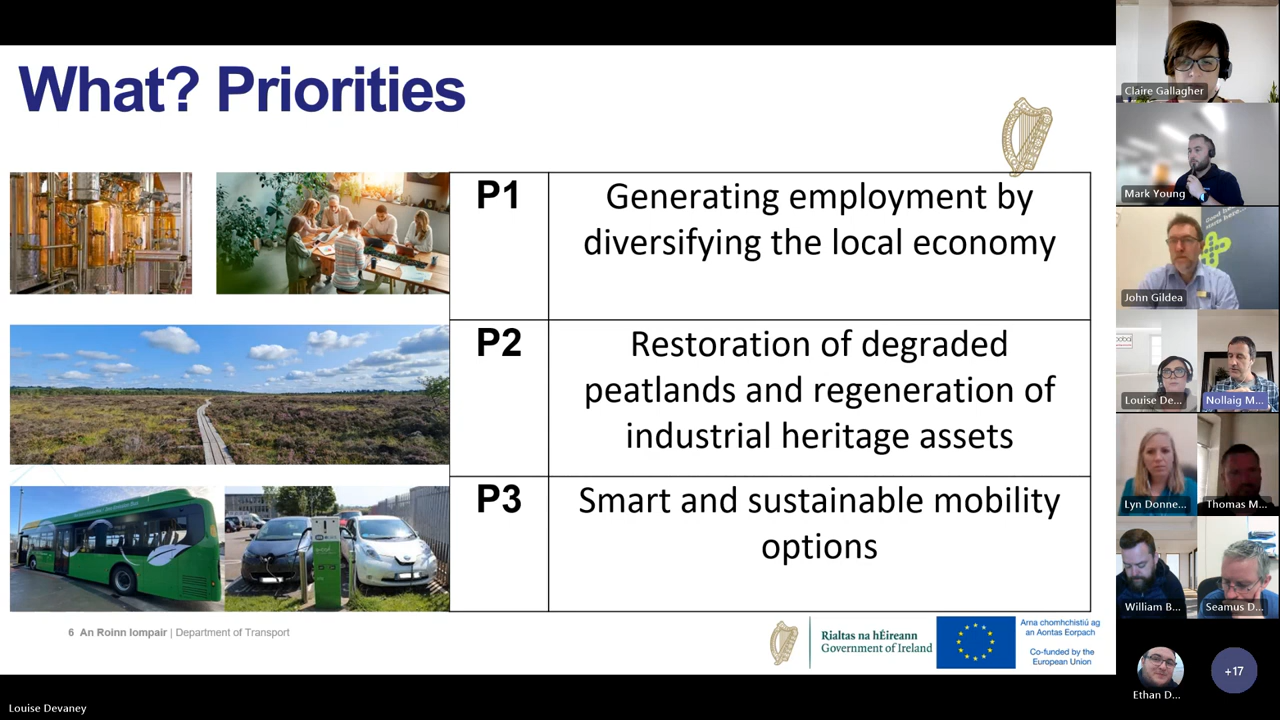 What? Priorities
P1
Generating employment by
diversifying the local economy
P2
Restoration of degraded
peatlands and regeneration of
industrial heritage assets
P3
Smart and sustainable mobility
options
6 An Roinn Iompair | Department of Transport
Rialtas na hÉireann
Government of Ireland
Arna chomhchistiú ag
an Aontas Eorpach
Co-funded by the
European Union
Louise Devaney
Claire Gallagher
Mark Young
John Gildea
Louise De...
Nollaig M...
Lyn Donne...
Thomas M...
William B...
Seamus D...
Ethan D...
+17